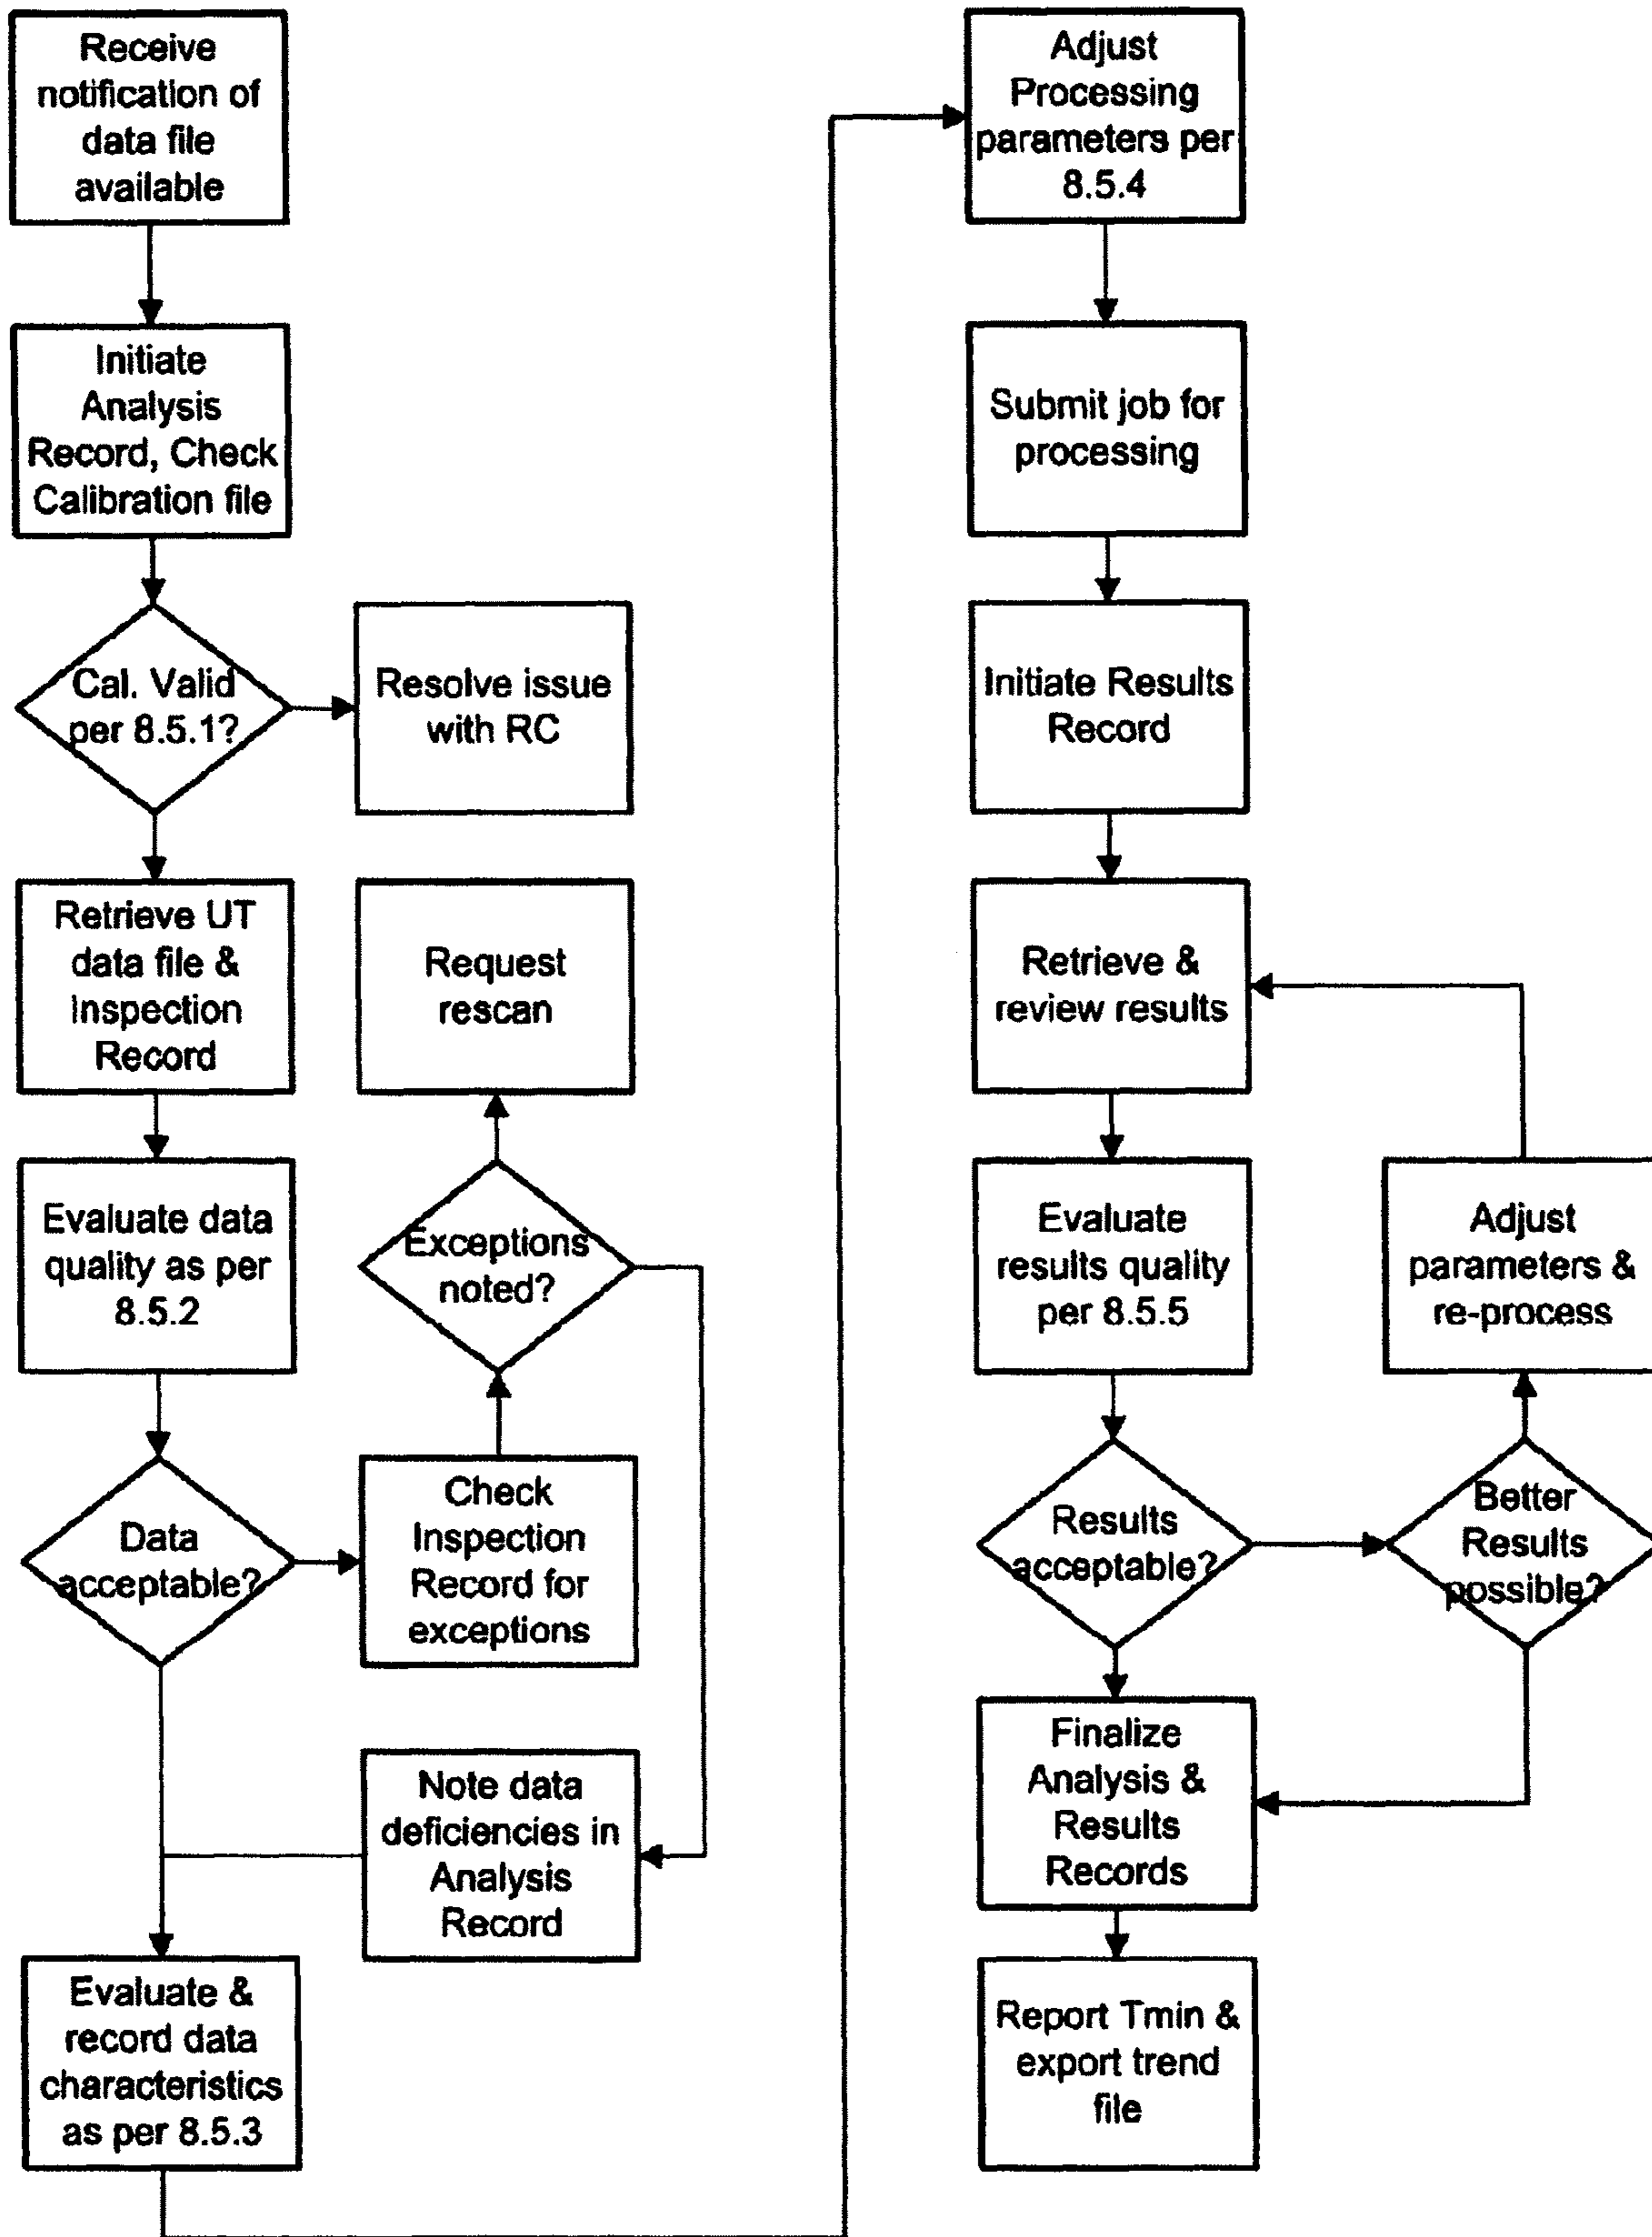 Receive
notification of
data file
available
Initiate
Analysis
Record, Check
Calibration file
Cal. Valid
per 8.5.1?
Resolve issue
with RC
Retrieve UT
data file &
Inspection
Record
Request
rescan
Evaluate data
quality as per
8.5.2
Exceptions
noted?
Data
acceptable?
Check
Inspection
Record for
exceptions
Note data
deficiencies in
Analysis
Record
Evaluate &
record data
characteristics
as per 8.5.3
Adjust
Processing
parameters per
8.5.4
Submit job for
processing
Initiate Results
Record
Retrieve &
review results
Evaluate
results quality
per 8.5.5
Adjust
parameters &
re-process
Results
acceptable?
Better
Results
possible?
Finalize
Analysis &
Results
Records
Report Tmin &
export trend
file